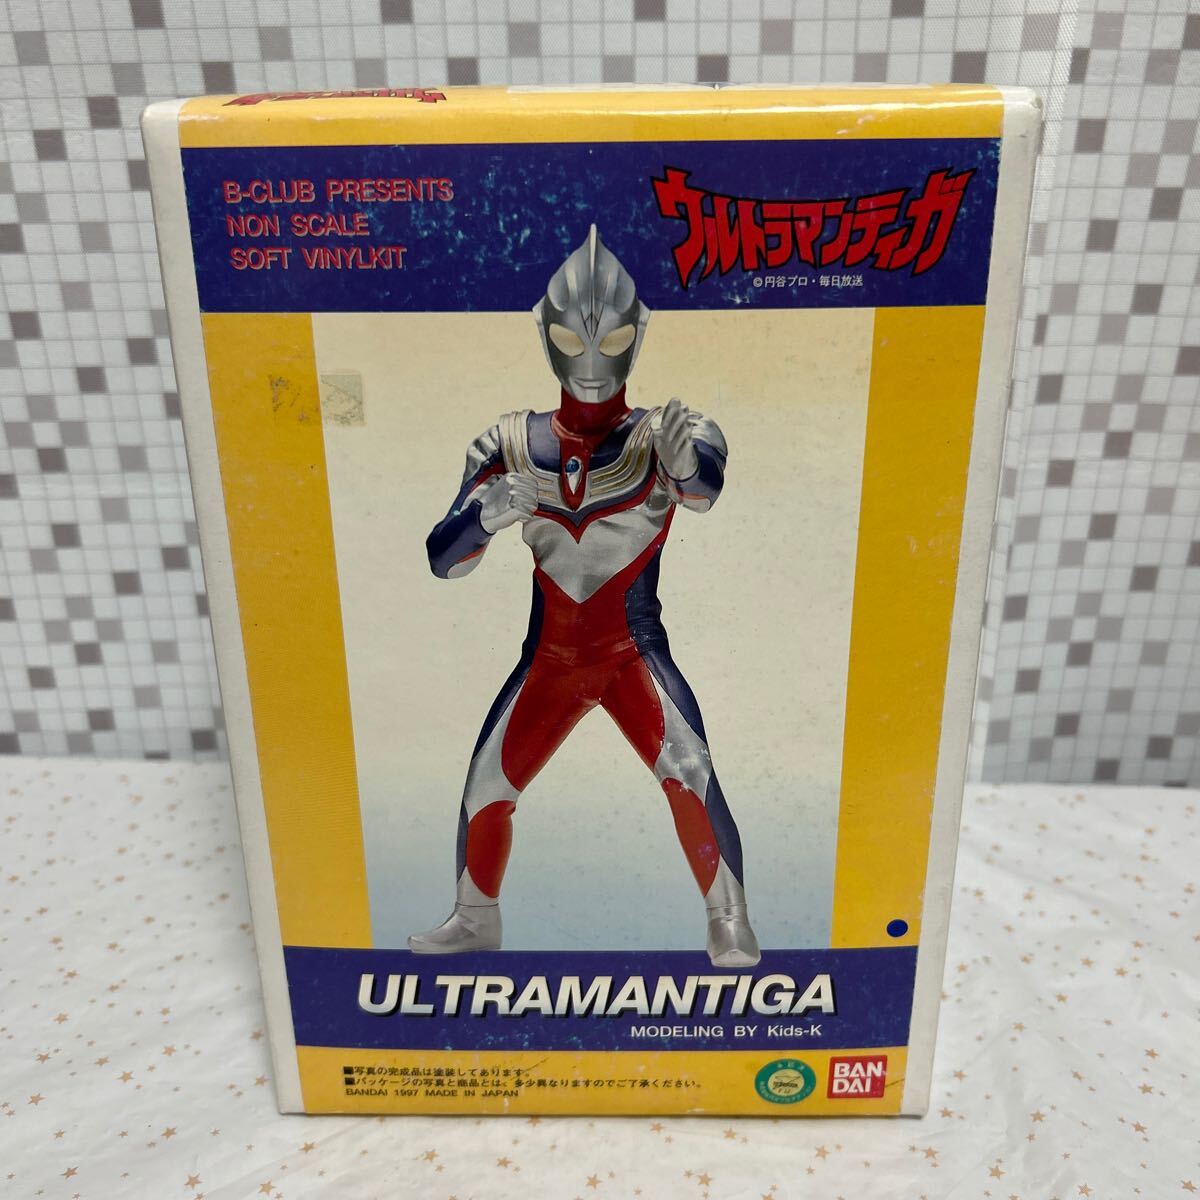 B-CLUB PRESENTS
NON SCALE
SOFT VINYLKIT
ウルトラマンティガ
©円谷プロ・毎日放送
ULTRAMANTIGA
MODELING BY Kids-K
■写真の完成品は塗装してあります。
■パッケージの写真と商品とは、多少異なりますのでご了承ください。
BANDAI 1997 MADE IN JAPAN
BAN
DAI